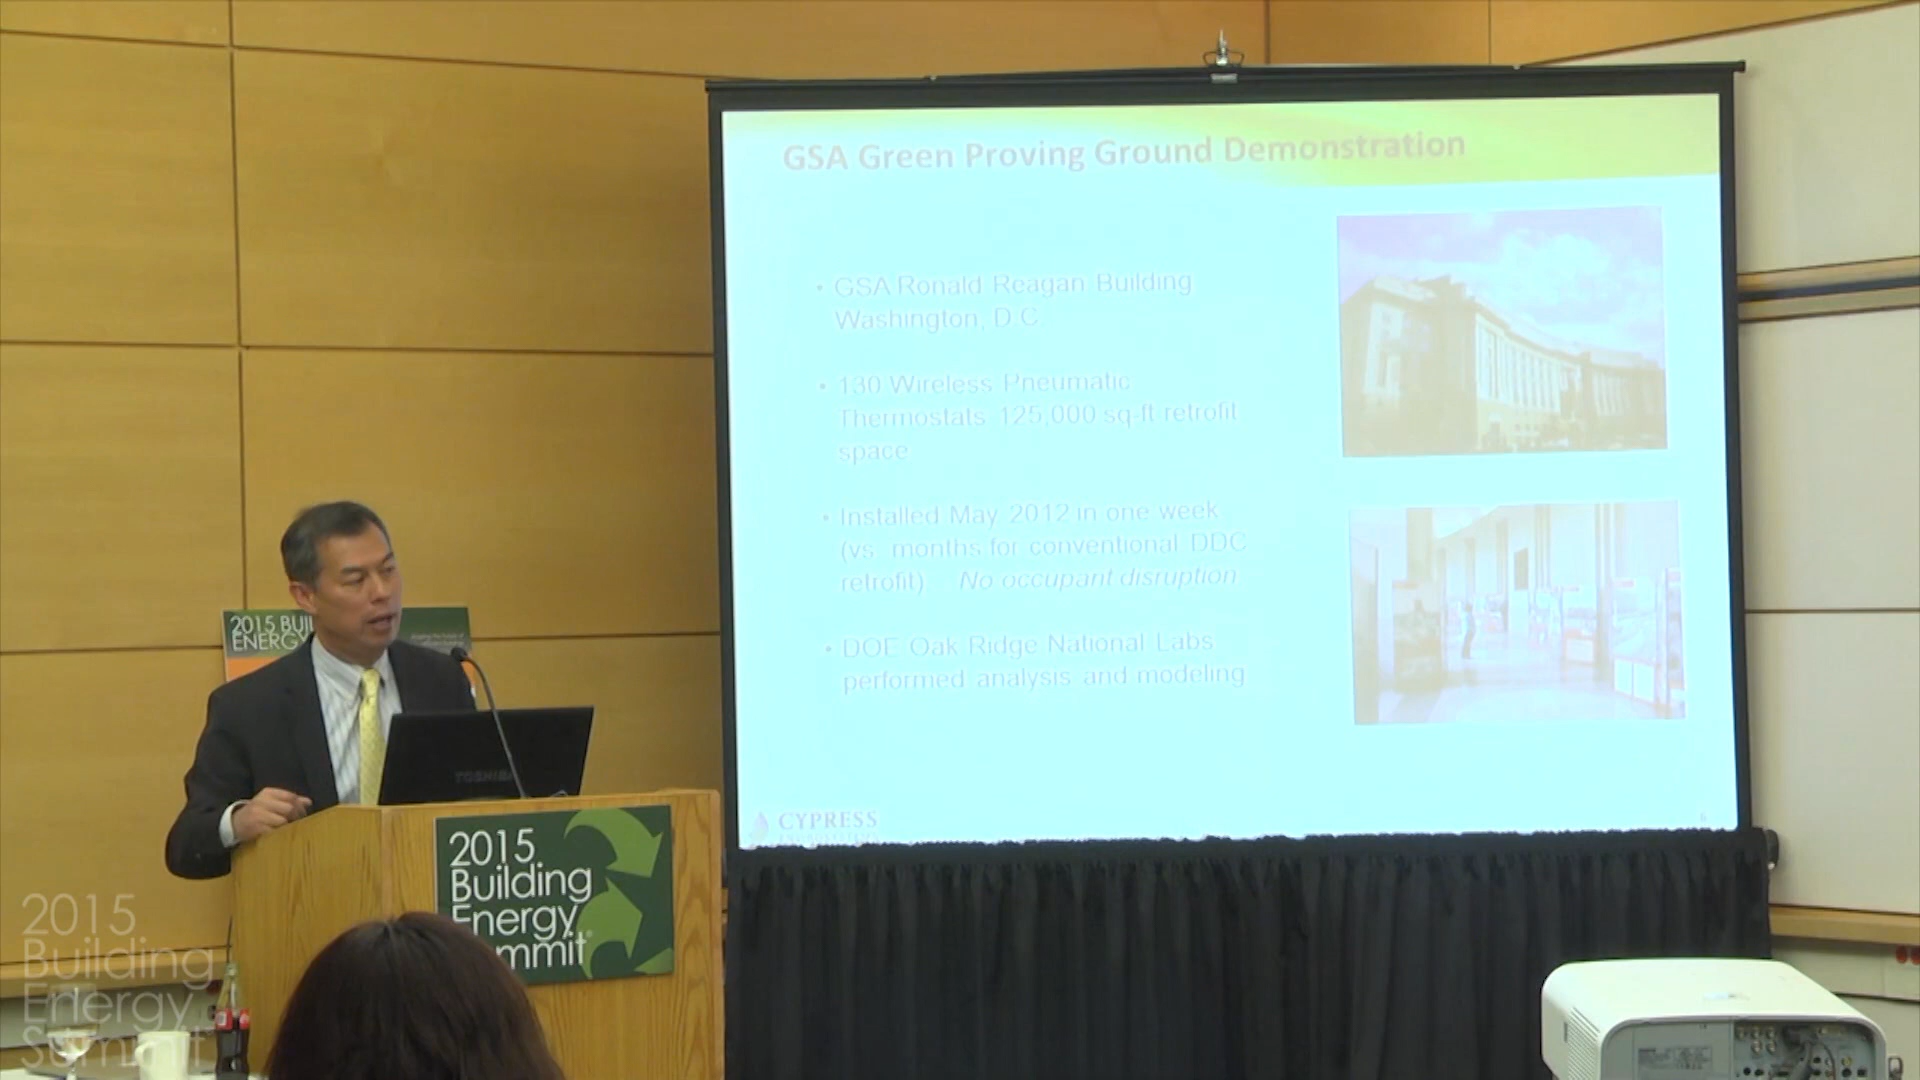 GSA Green Proving Ground Demonstration
• GSA Ronald Reagan Building
Washington, D.C.
• 130 Wireless Pneumatic
Thermostats 125,000 sq-ft retrofit
space
• Installed May 2012 in one week
(vs. months for conventional DDC
retrofit) No occupant disruption
• DOE Oak Ridge National Labs
performed analysis and modeling
CYPRESS
6
2015 BUI
ENERGY
TOSHIBA
2015
Building
Energy
Summit
2015
Building
Energy
Summit